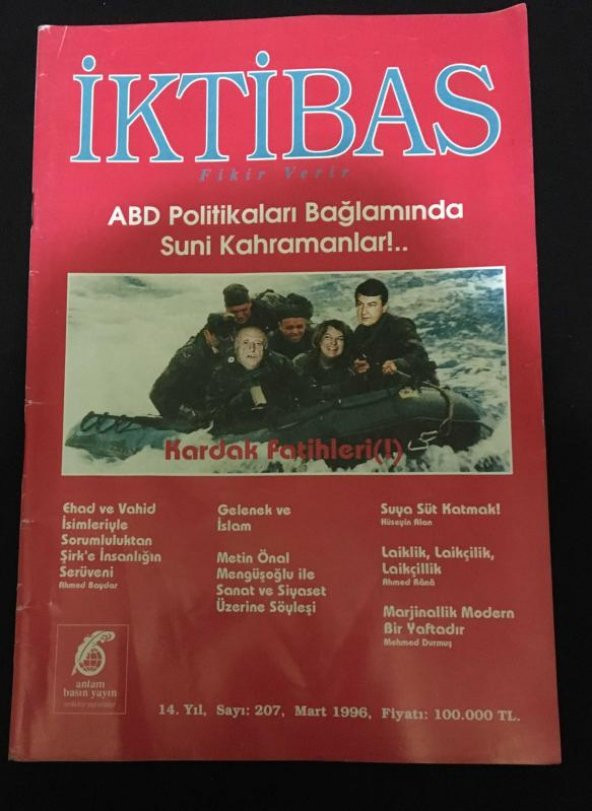 İKTİBAS
Fikir Verir
ABD Politikaları Bağlamında
Suni Kahramanlar!..
Kardak Fatihleri(!)
Ehad ve Vahid
İsimleriyle
Sorumluluktan
Şirk'e İnsanlığın
Serüveni
Ahmed Baydar
Gelenek ve
İslam
Metin Önal
Mengüşoğlu ile
Sanat ve Siyaset
Üzerine Söyleşi
Suya Süt Katmak!
Hüseyin Alan
Laiklik, Laikçilik,
Laikçillik
Ahmed Rânâ
Marjinallik Modern
Bir Yaftadır
Mehmed Durmuş
anlam
basın yayın
14. Yıl, Sayı: 207, Mart 1996, Fiyatı: 100.000 TL.